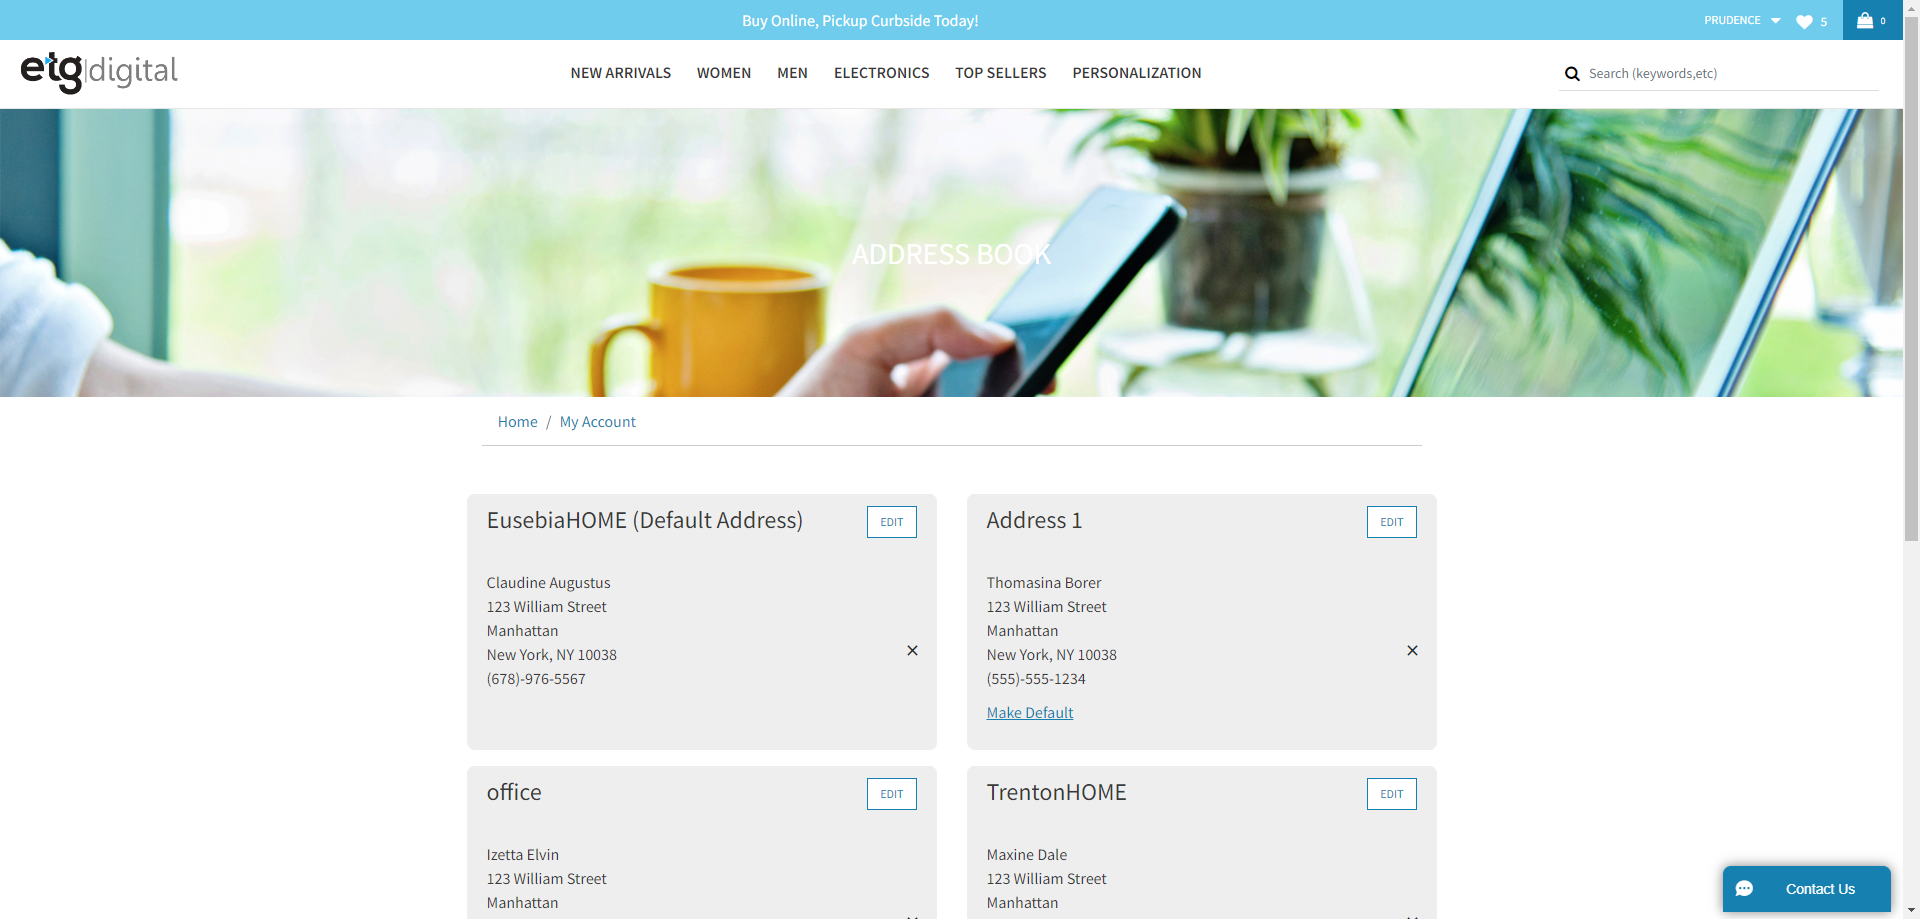 Buy Online, Pickup Curbside Today!
PRUDENCE
5
0
etg|digital
NEW ARRIVALS
WOMEN
MEN
ELECTRONICS
TOP SELLERS
PERSONALIZATION
Search (keywords,etc)
ADDRESS BOOK
Home / My Account
EusebiaHOME (Default Address)
EDIT
Claudine Augustus
123 William Street
Manhattan
New York, NY 10038
(678)-976-5567
Address 1
EDIT
Thomasina Borer
123 William Street
Manhattan
New York, NY 10038
(555)-555-1234
Make Default
office
EDIT
Izetta Elvin
123 William Street
Manhattan
TrentonHOME
EDIT
Maxine Dale
123 William Street
Manhattan
Contact Us